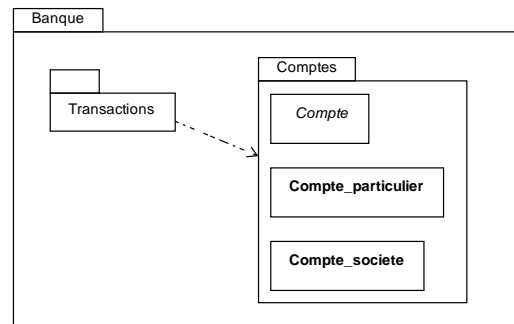 Banque
Comptes
Transactions
Compte
Compte_particulier
Compte_societe